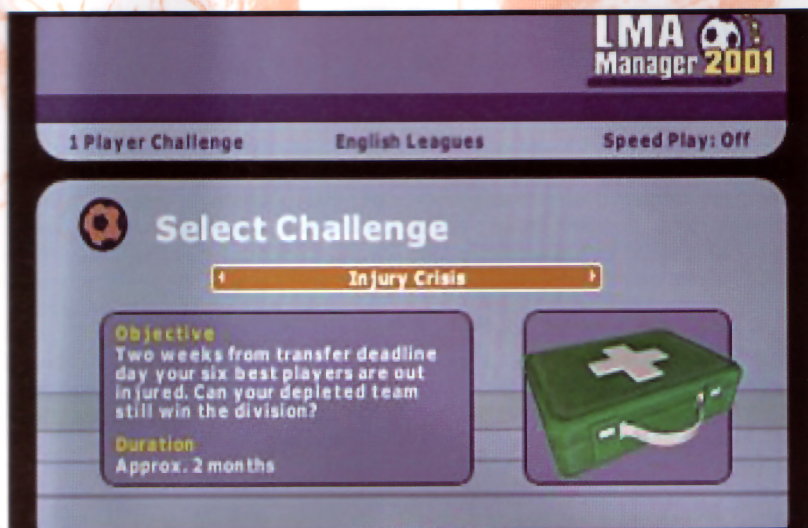 LMA
Manager 2001
1 Player Challenge English Leagues Speed Play: Off
Select Challenge
Injury Crisis
Objective
Two weeks from transfer deadline
day your six best players are out
injured. Can your depleted team
still win the division?
Duration
Approx. 2 months